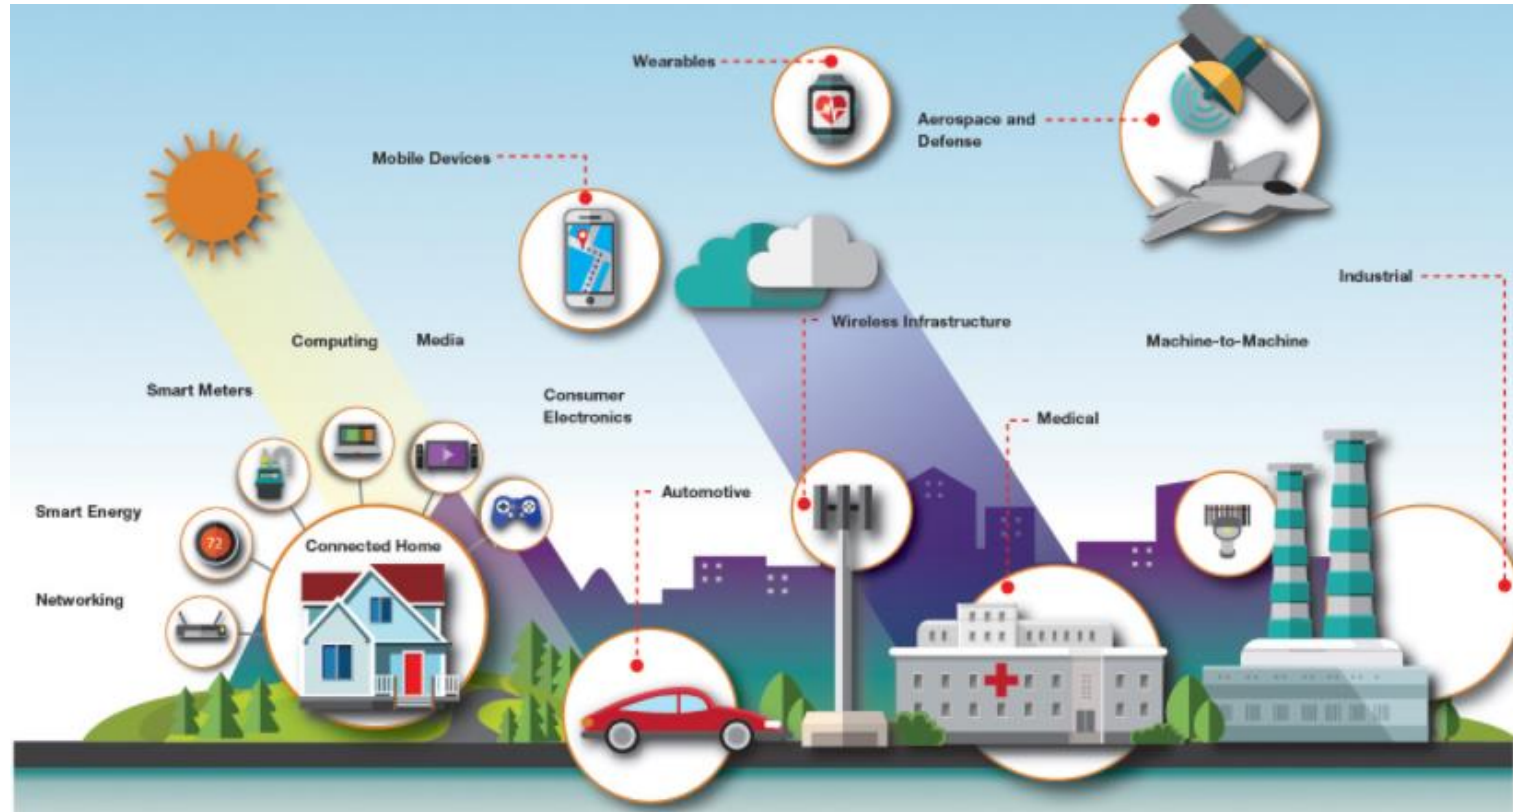 Wearables
Aerospace and
Defense
Mobile Devices
Industrial
Wireless Infrastructure
Computing
Media
Machine-to-Machine
Smart Meters
Consumer
Electronics
Medical
Automotive
Smart Energy
72
Connected Home
Networking